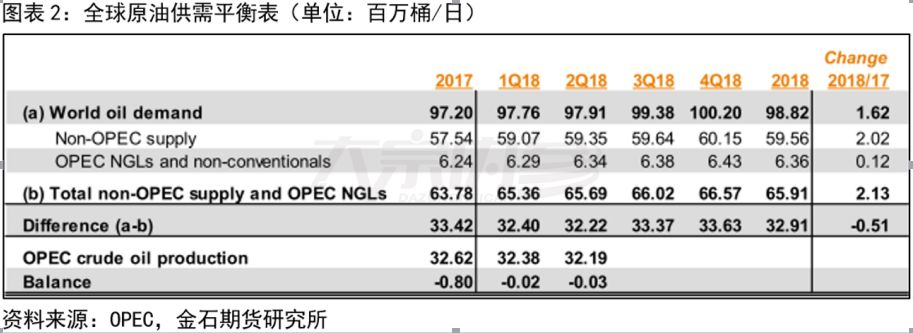 图表 2：全球原油供需平衡表（单位：百万桶/日）
Change
2017 1Q18 2Q18 3Q18 4Q18 2018 2018/17
(a) World oil demand 97.20 97.76 97.91 99.38 100.20 98.82 1.62
Non-OPEC supply 57.54 59.07 59.35 59.64 60.15 59.56 2.02
OPEC NGLs and non-conventionals 6.24 6.29 6.34 6.38 6.43 6.36 0.12
(b) Total non-OPEC supply and OPEC NGLs 63.78 65.36 65.69 66.02 66.57 65.91 2.13
Difference (a-b) 33.42 32.40 32.22 33.37 33.63 32.91 -0.51
OPEC crude oil production 32.62 32.38 32.19
Balance -0.80 -0.02 -0.03
资料来源：OPEC，金石期货研究所